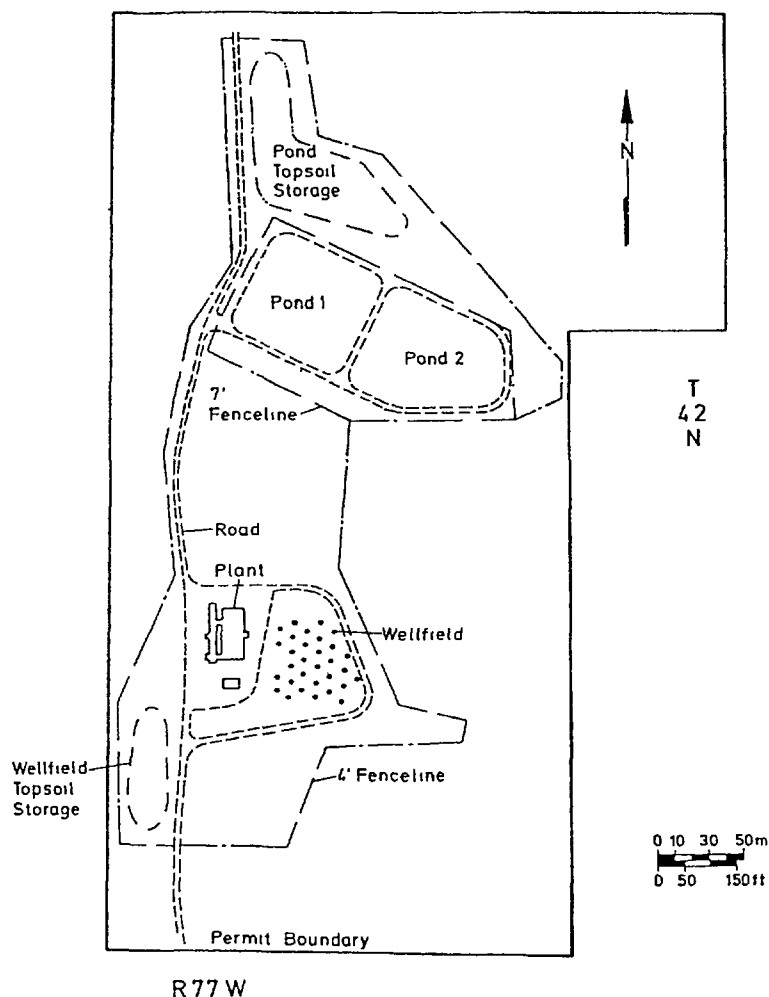 N
Pond
Topsoil
Storage
Pond 1
Pond 2
7'
Fenceline
T
42
N
Road
Plant
Wellfield
Wellfield
Topsoil
Storage
4' Fenceline
0 10 30 50m
0 50 150ft
Permit Boundary
R77W